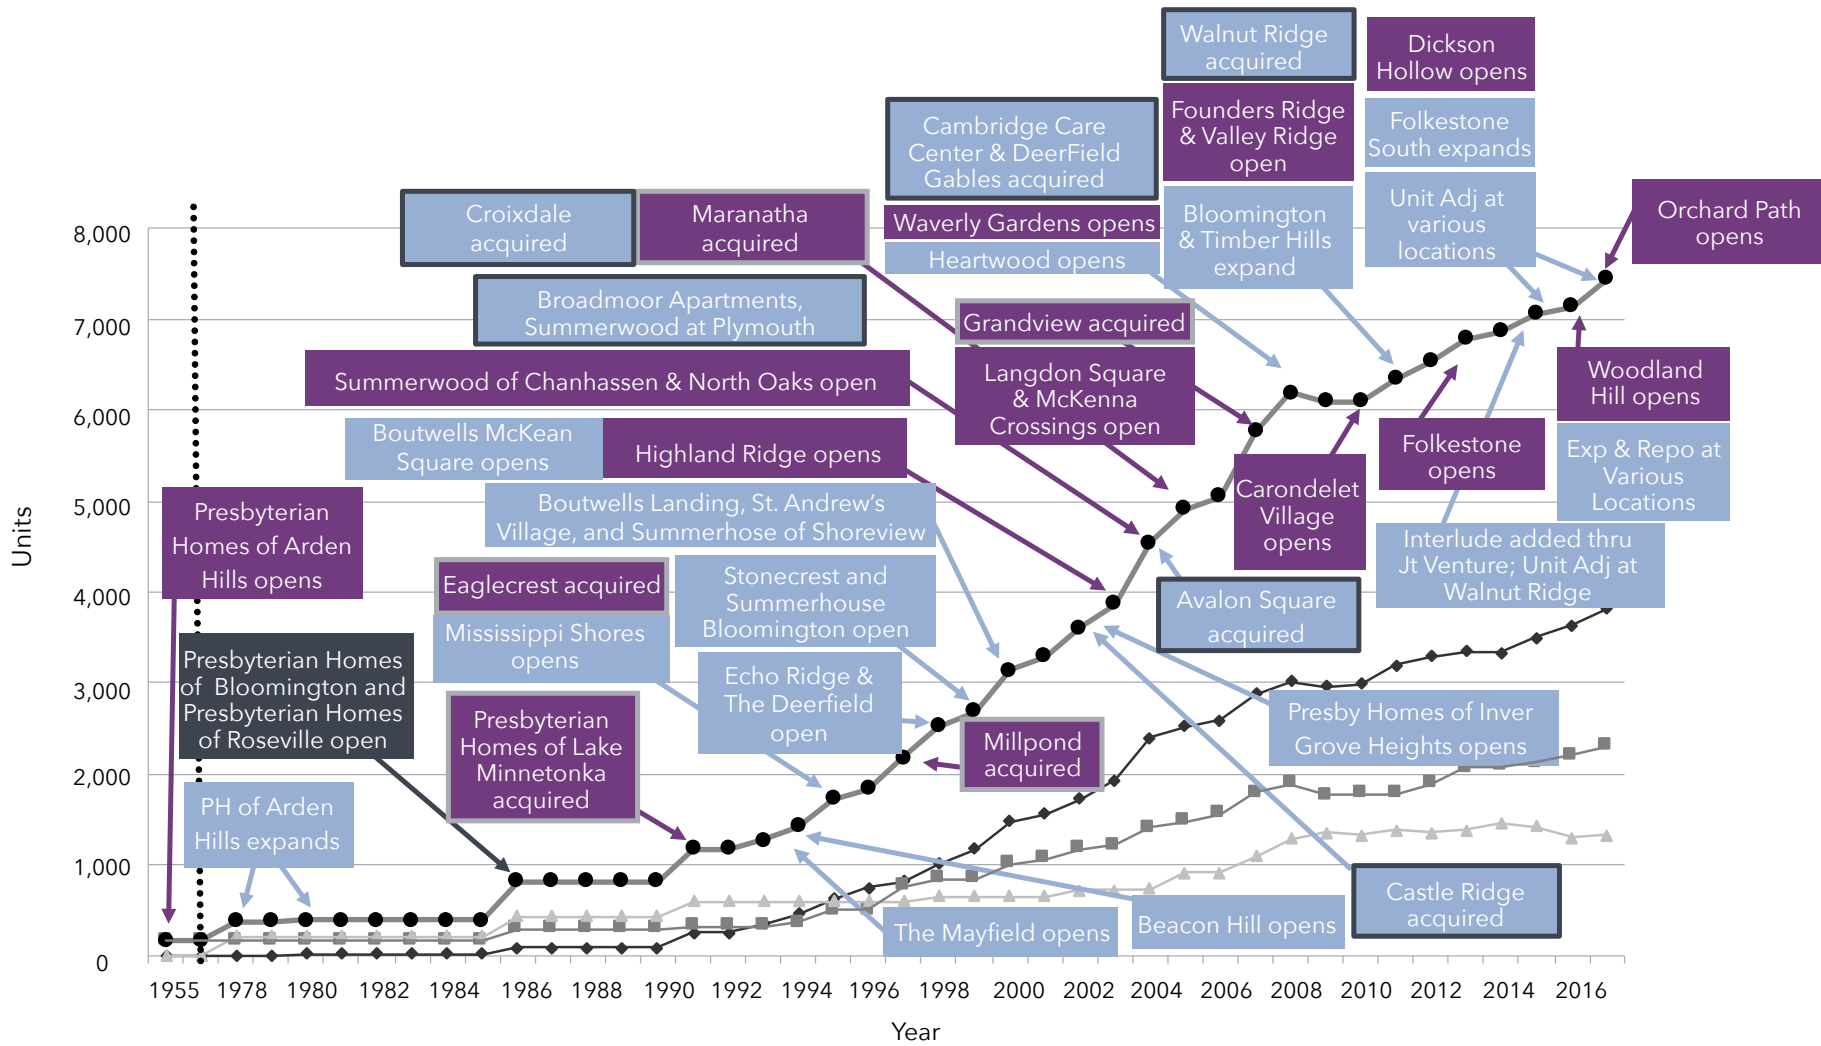 Walnut Ridge
acquired
Dickson
Hollow opens
Founders Ridge
& Valley Ridge
open
Folkestone
South expands
Cambridge Care
Center & DeerField
Gables acquired
Croixdale
acquired
Maranatha
acquired
Waverly Gardens opens
Heartwood opens
Bloomington
& Timber Hills
expand
Unit Adj at
various
locations
Orchard Path
opens
Broadmoor Apartments,
Summerwood at Plymouth
Grandview acquired
Summerwood of Chanhassen & North Oaks open
Langdon Square
& McKenna
Crossings open
Woodland
Hill opens
Boutwells McKean
Square opens
Highland Ridge opens
Folkestone
opens
Exp & Repo at
Various
Locations
Carondelet
Village
opens
Presbyterian
Homes of Arden
Hills opens
Boutwells Landing, St. Andrew’s
Village, and Summerhose of Shoreview
Interlude added thru
Jt Venture; Unit Adj at
Walnut Ridge
Eaglecrest acquired
Stonecrest and
Summerhouse
Bloomington open
Avalon Square
acquired
Mississippi Shores
opens
Presbyterian Homes
of Bloomington and
Presbyterian Homes
of Roseville open
Echo Ridge &
The Deerfield
open
Presbyterian
Homes of Lake
Minnetonka
acquired
Millpond
acquired
Presby Homes of Inver
Grove Heights opens
PH of Arden
Hills expands
The Mayfield opens
Beacon Hill opens
Castle Ridge
acquired
Units
8,000
7,000
6,000
5,000
4,000
3,000
2,000
1,000
0
1955 1978 1980 1982 1984 1986 1988 1990 1992 1994 1996 1998 2000 2002 2004 2006 2008 2010 2012 2014 2016
Year